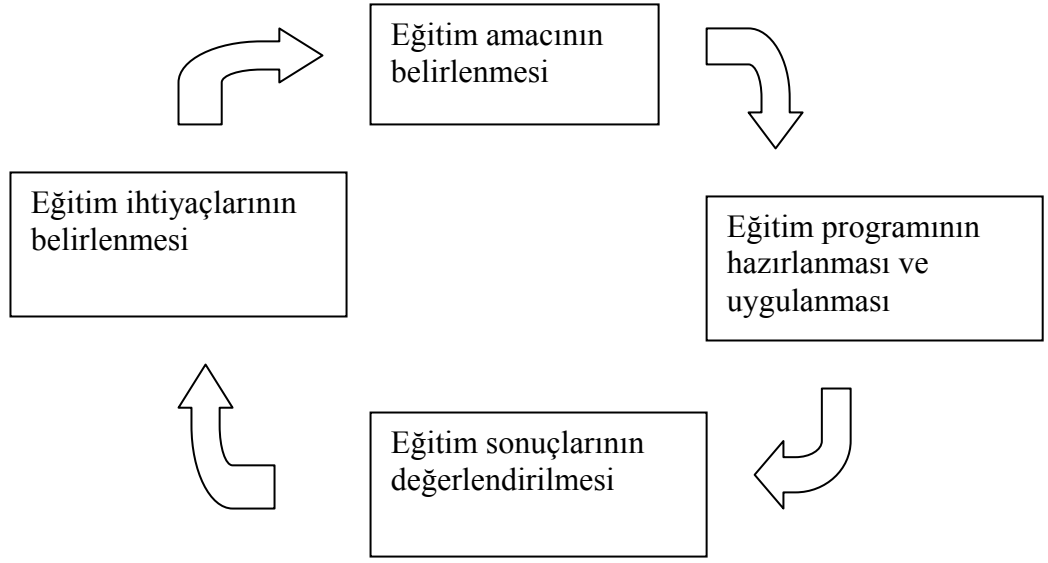 Eğitim amacının
belirlenmesi
Eğitim ihtiyaçlarının
belirlenmesi
Eğitim programının
hazırlanması ve
uygulanması
Eğitim sonuçlarının
değerlendirilmesi